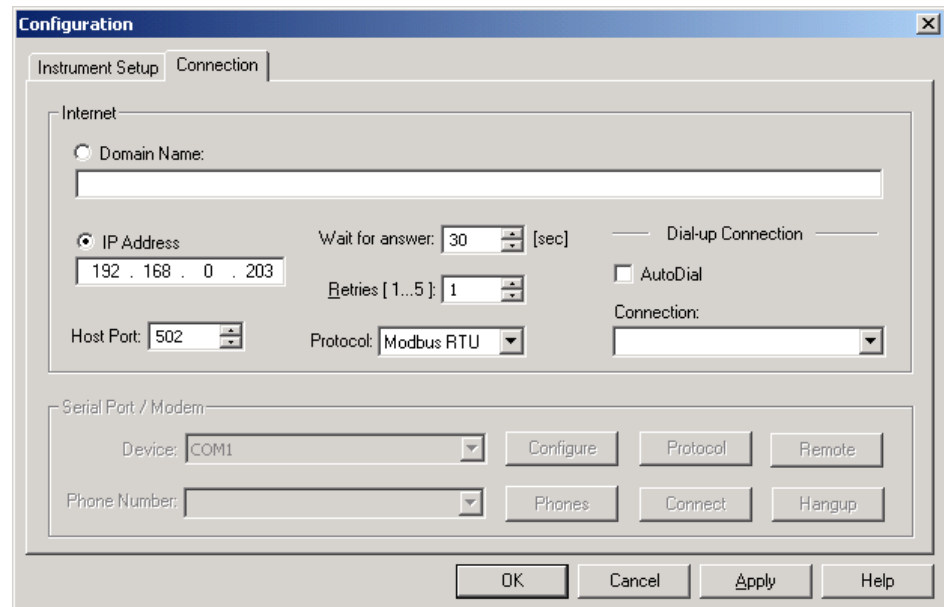 Configuration
Instrument Setup Connection
Internet
Domain Name:
IP Address
192 . 168 . 0 . 203
Host Port: 502
Wait for answer: 30 [sec]
Retries [ 1...5 ]: 1
Protocol: Modbus RTU
Dial-up Connection
AutoDial
Connection:
Serial Port / Modem
Device: COM1 Configure Protocol Remote
Phone Number: Phones Connect Hangup
OK Cancel Apply Help